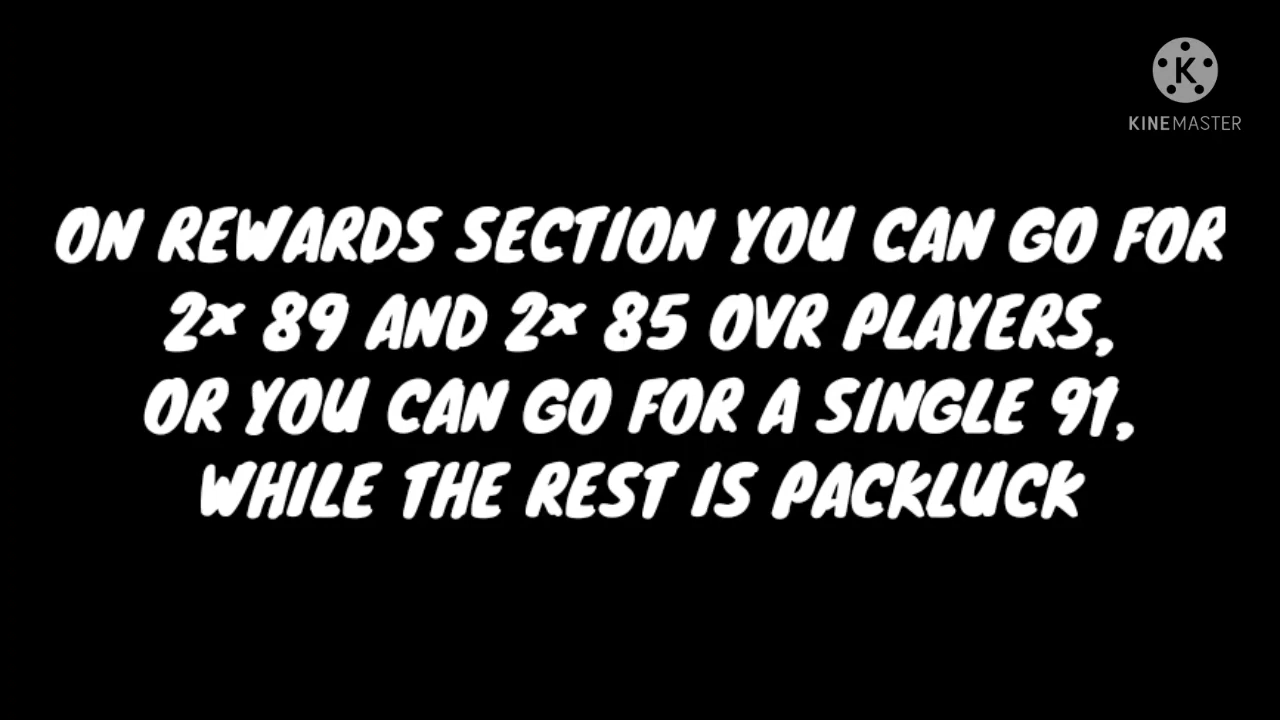 K
KINEMASTER
ON REWARDS SECTION YOU CAN GO FOR
2× 89 AND 2× 85 OVR PLAYERS,
OR YOU CAN GO FOR A SINGLE 91,
WHILE THE REST IS PACKLUCK